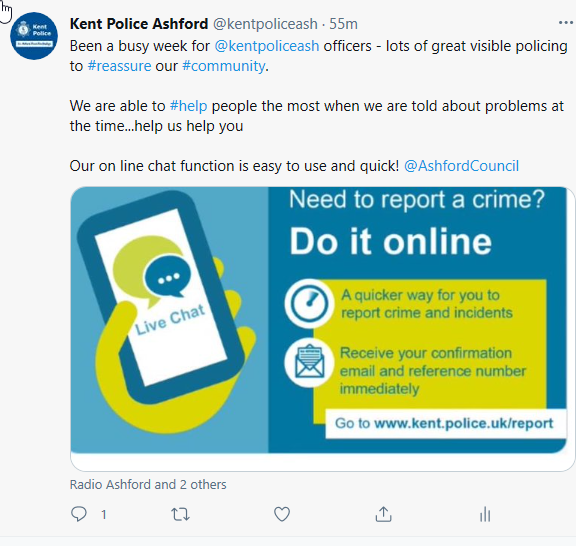 Kent Police Ashford @kentpoliceash · 55m
Kent
Police
Been a busy week for @kentpoliceash officers - lots of great visible policing
to #reassure our #community.
We are able to #help people the most when we are told about problems at
the time...help us help you
Our on line chat function is easy to use and quick! @AshfordCouncil
Live Chat
Need to report a crime?
Do it online
A quicker way for you to
report crime and incidents
Receive your confirmation
email and reference number
immediately
Go to www.kent.police.uk/report
Radio Ashford and 2 others
1